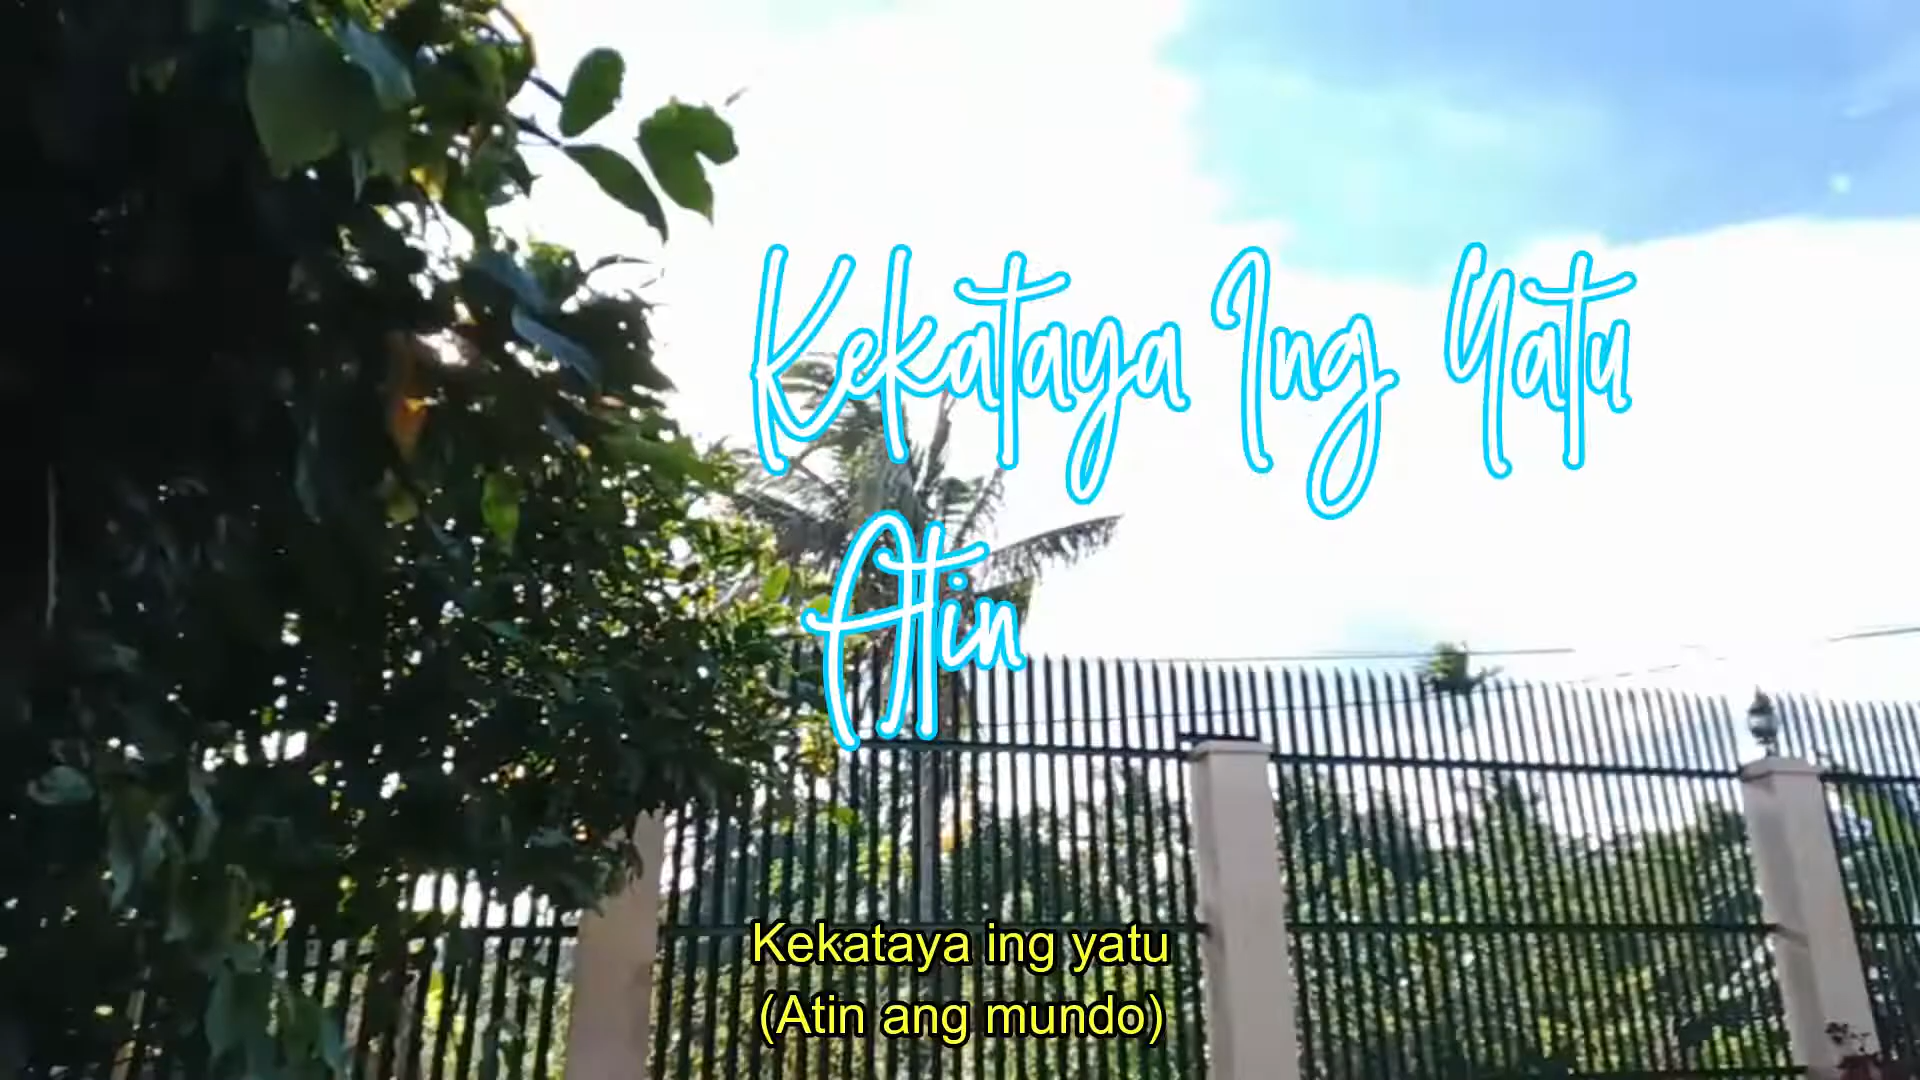 Kekataya Ing Yatu
Atin
Kekataya ing yatu
(Atin ang mundo)